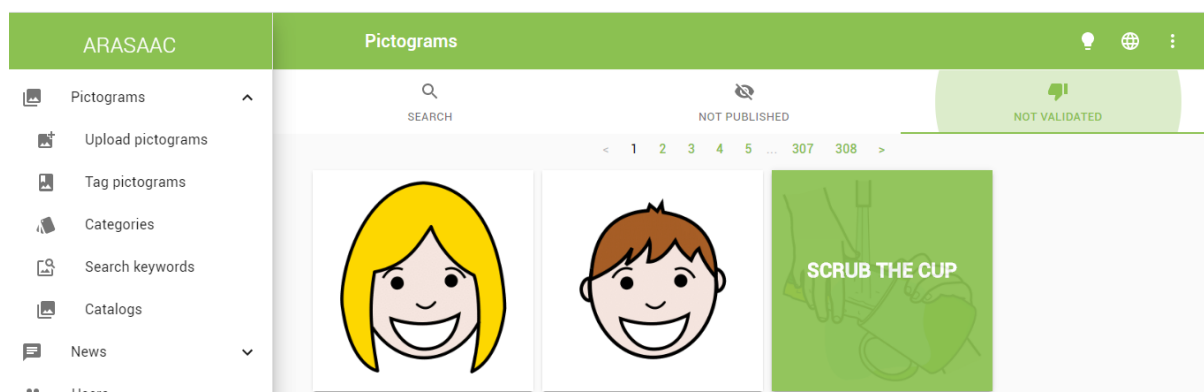 ARASAAC
Pictograms
Pictograms
Upload pictograms
Tag pictograms
Categories
Search keywords
Catalogs
News
SEARCH
NOT PUBLISHED
NOT VALIDATED
< 1 2 3 4 5 ... 307 308 >
SCRUB THE CUP